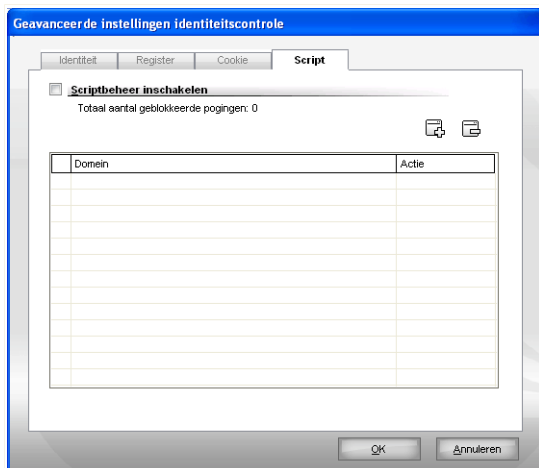 Geavanceerde instellingen identiteitscontrole
Identiteit Register Cookie Script
Scriptbeheer inschakelen
Totaal aantal geblokkeerde pogingen: 0
Domein Actie
OK Annuleren